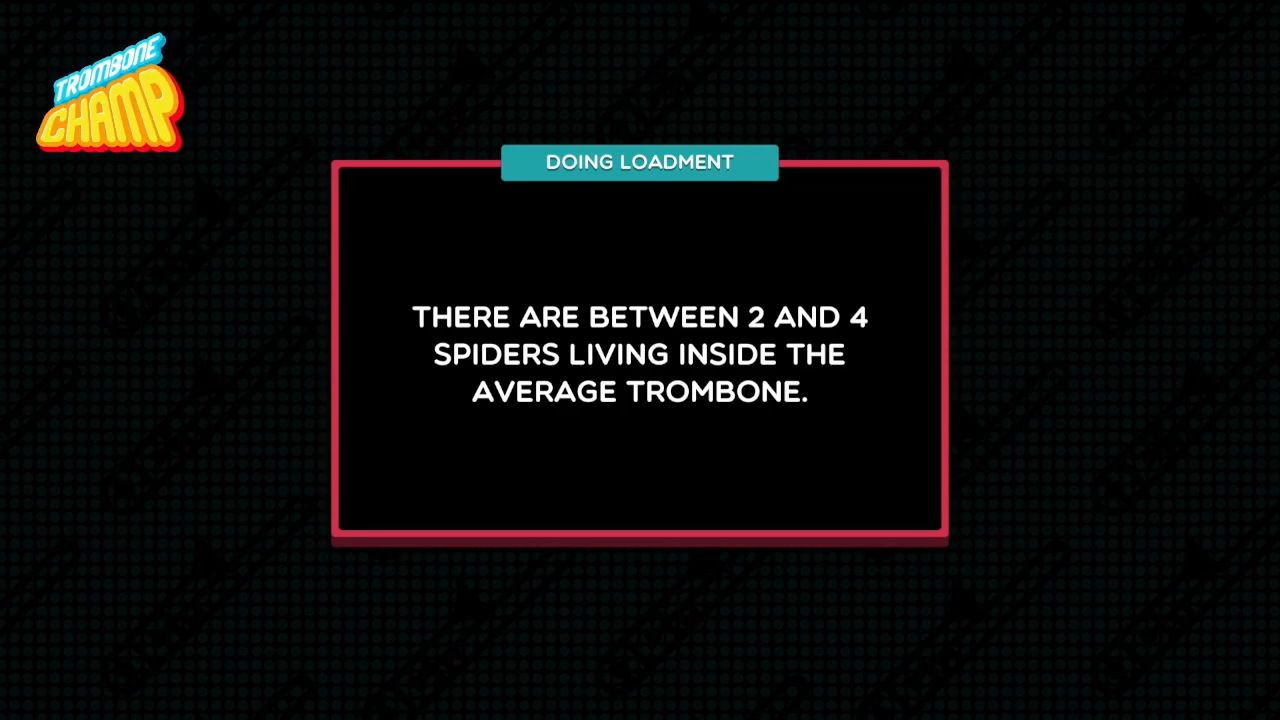 TROMBONE
CHAMP
DOING LOADMENT
THERE ARE BETWEEN 2 AND 4
SPIDERS LIVING INSIDE THE
AVERAGE TROMBONE.